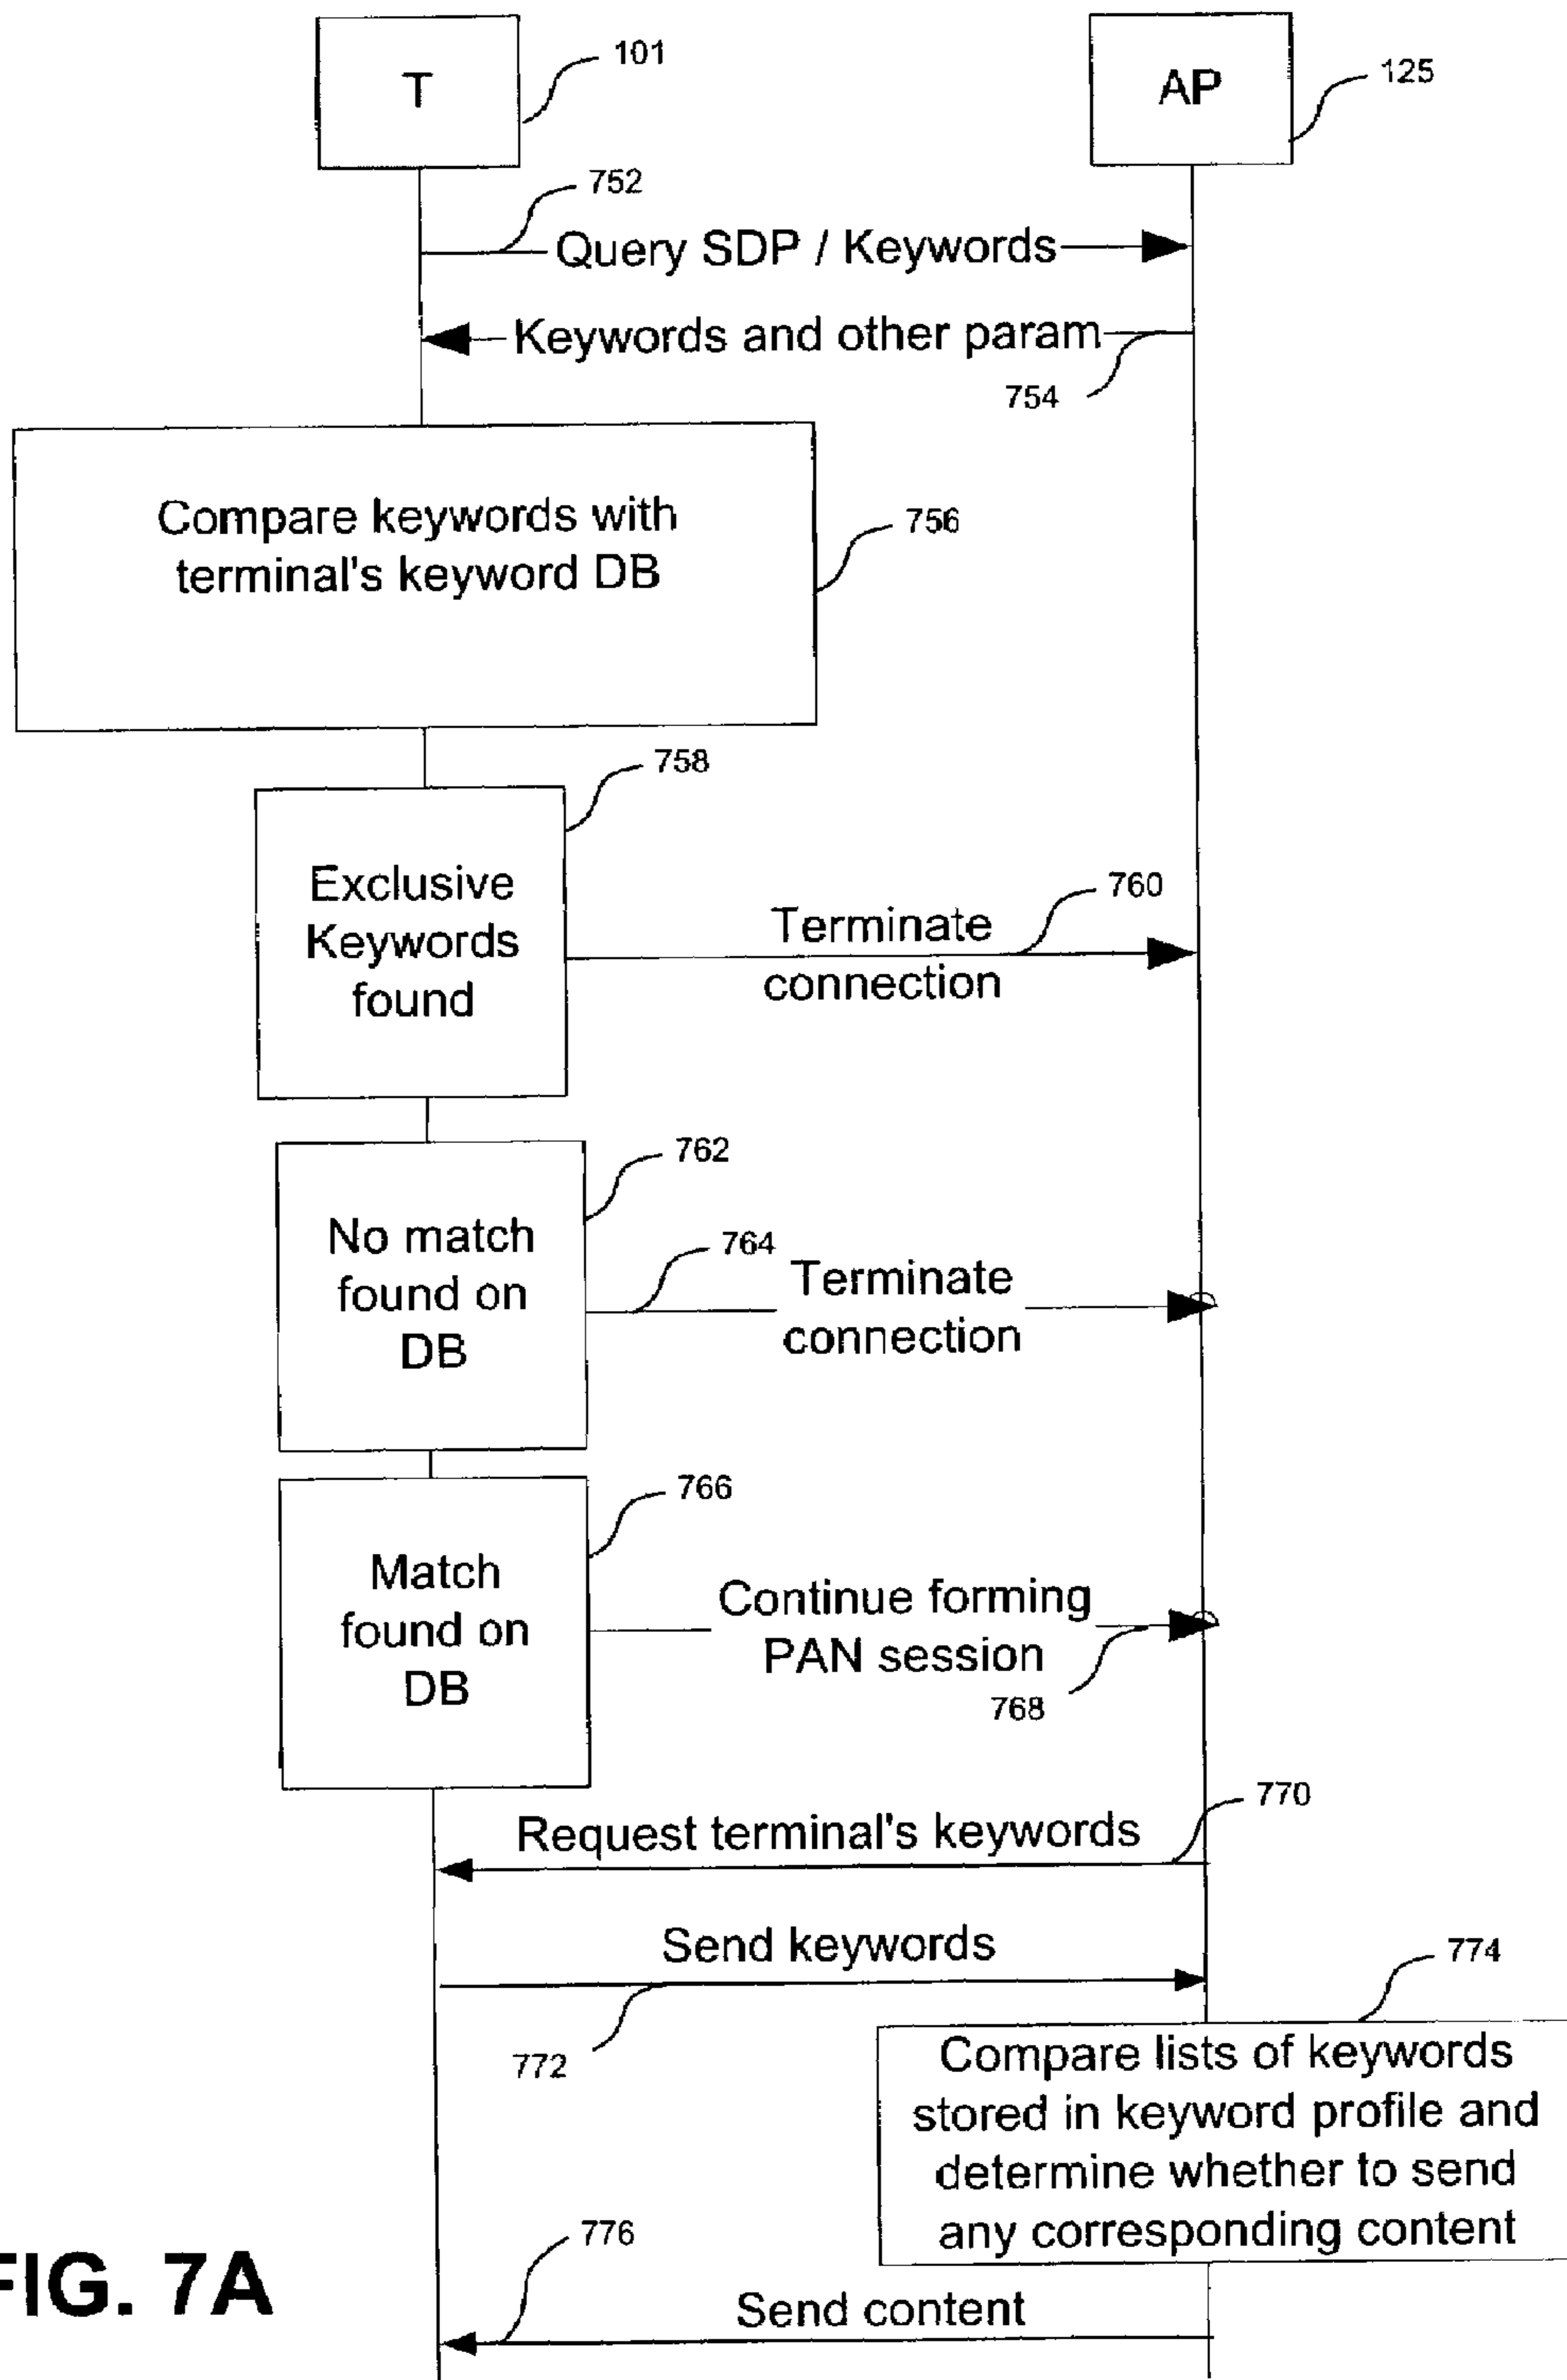 T
101
AP
125
752
Query SDP / Keywords
Keywords and other param
754
Compare keywords with
terminal's keyword DB
756
758
Exclusive
Keywords
found
760
Terminate
connection
762
No match
found on
DB
764
Terminate
connection
766
Match
found on
DB
Continue forming
PAN session
768
770
Request terminal's keywords
Send keywords
772
774
Compare lists of keywords
stored in keyword profile and
determine whether to send
any corresponding content
776
Send content
FIG. 7A